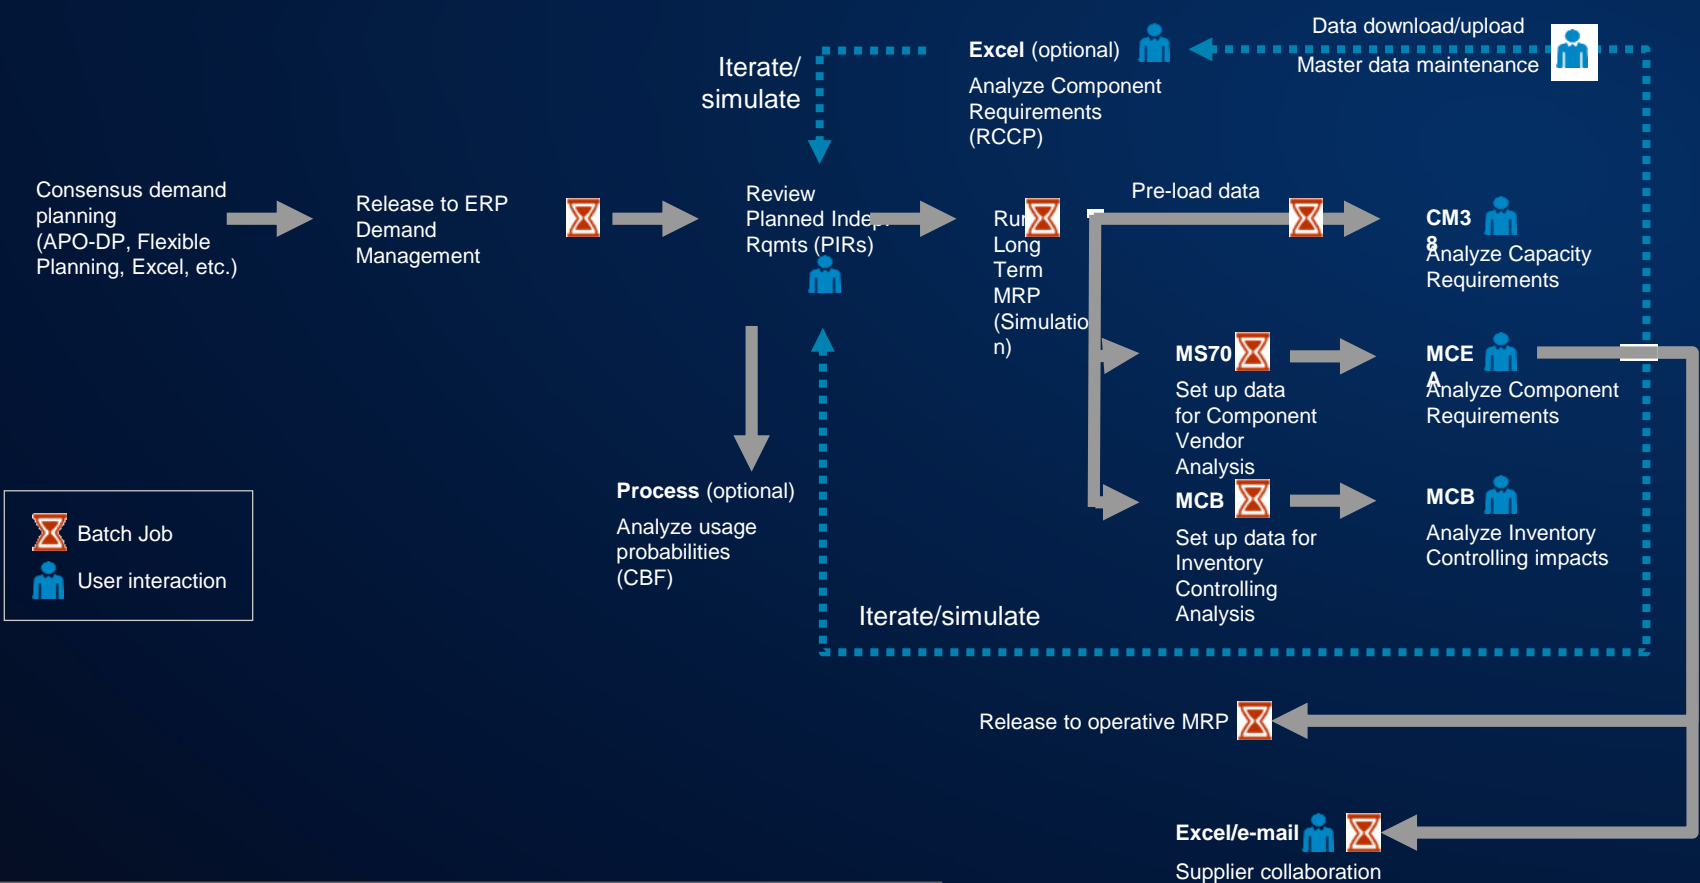 Data download/upload
Master data maintenance
Excel (optional)
Analyze Component
Requirements
(RCCP)
Iterate/
simulate
Consensus demand
planning
(APO-DP, Flexible
Planning, Excel, etc.)
Release to ERP
Demand
Management
Review
Planned Indep.
Rqmts (PIRs)
Run
Long
Term
MRP
(Simulatio
n)
Pre-load data
CM3
8
Analyze Capacity
Requirements
MS70
Set up data
for Component
Vendor
Analysis
MCE
A
Analyze Component
Requirements
Process (optional)
Analyze usage
probabilities
(CBF)
MCB
Set up data for
Inventory
Controlling
Analysis
MCB
Analyze Inventory
Controlling impacts
Batch Job
User interaction
Iterate/simulate
Release to operative MRP
Excel/e-mail
Supplier collaboration